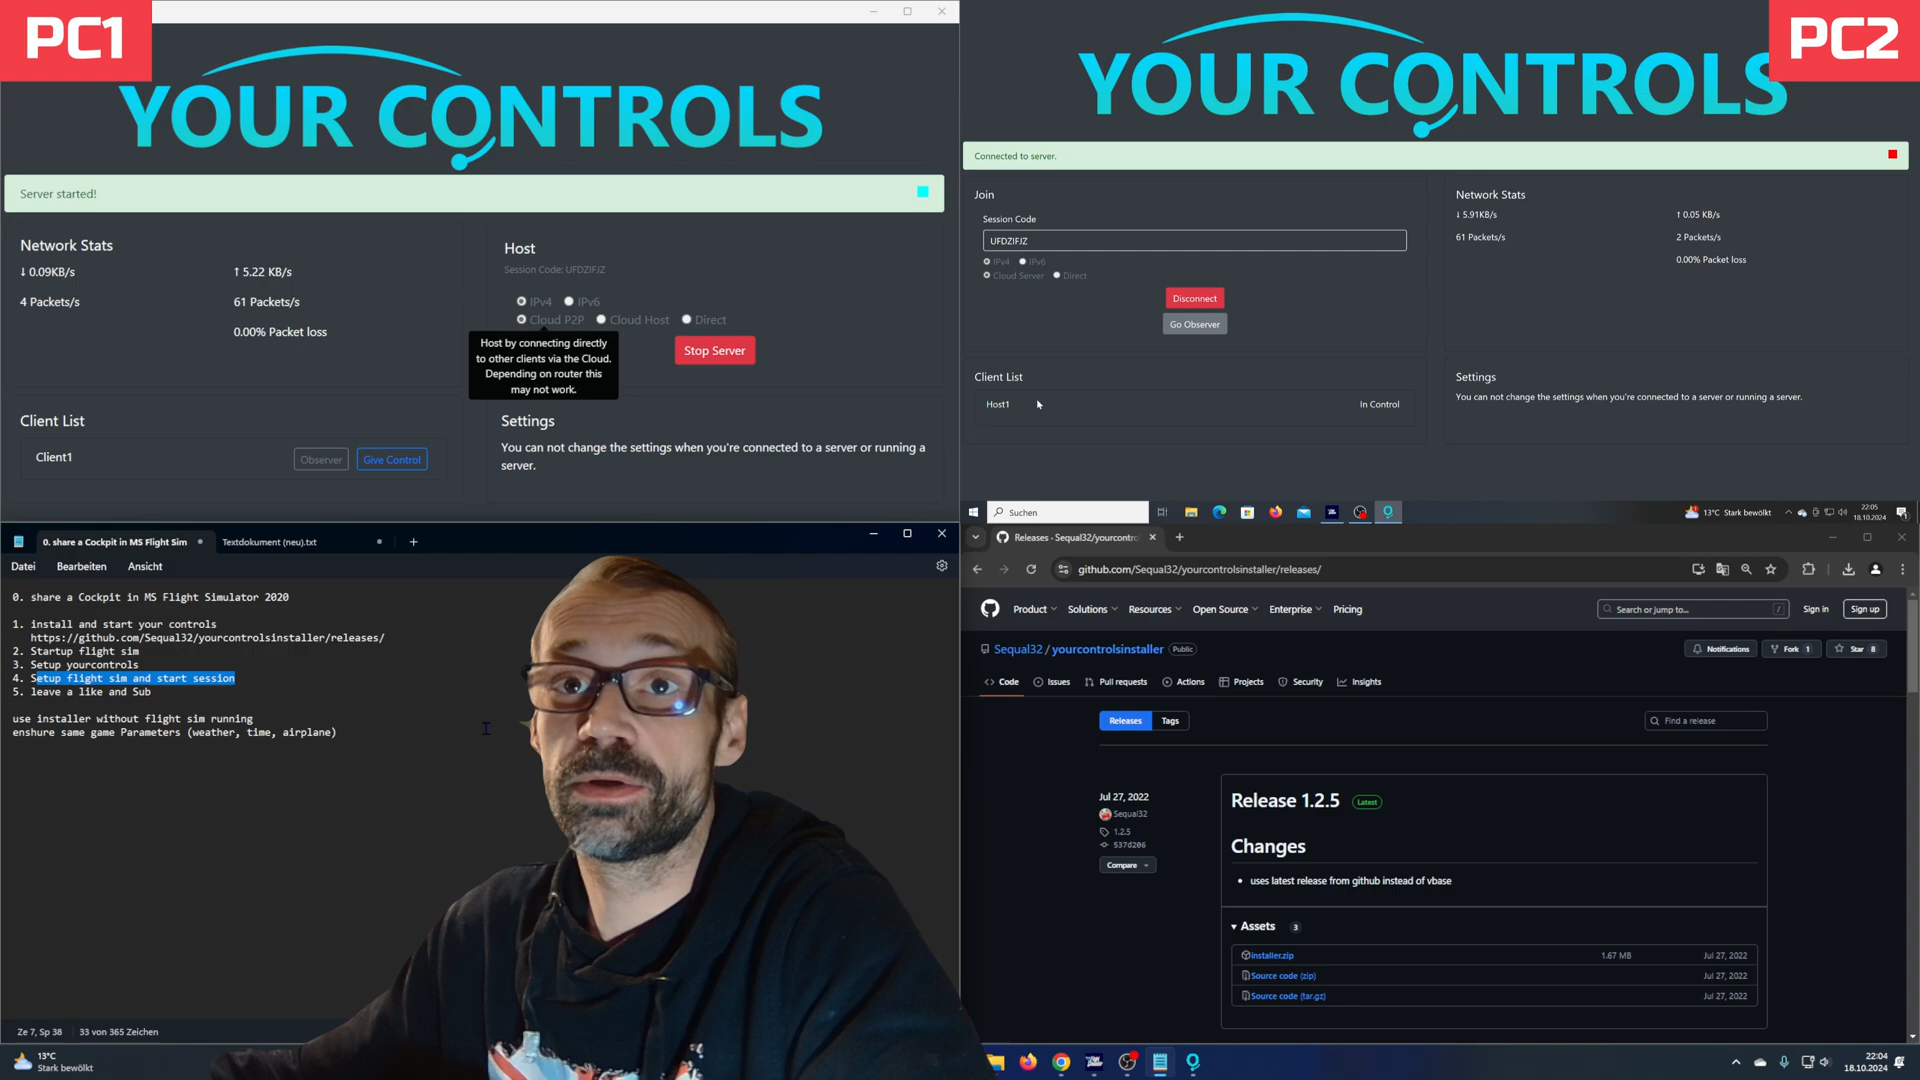 PC1
YOUR CONTROLS
Server started!
Network Stats
↓ 0.09KB/s
↑ 5.22 KB/s
4 Packets/s
61 Packets/s
0.00% Packet loss
Host
Session Code: UFDZIFJZ
IPv4
IPv6
Cloud P2P
Cloud Host
Direct
Host by connecting directly
to other clients via the Cloud.
Depending on router this
may not work.
Stop Server
Client List
Client1
Observer
Give Control
Settings
You can not change the settings when you're connected to a server or running a
server.
PC2
YOUR CONTROLS
Connected to server.
Join
Session Code
UFDZIFJZ
IPv4
IPv6
Cloud Server
Direct
Disconnect
Go Observer
Network Stats
↓ 5.91KB/s
↑ 0.05 KB/s
61 Packets/s
2 Packets/s
0.00% Packet loss
Client List
Host1
In Control
Settings
You can not change the settings when you're connected to a server or running a server.
Suchen
13°C Stark bewölkt
22:05
18.10.2024
0. share a Cockpit in MS Flight Sim
Textdokument (neu).txt
Datei
Bearbeiten
Ansicht
0. share a Cockpit in MS Flight Simulator 2020
1. install and start your controls
https://github.com/Sequal32/yourcontrolsinstaller/releases/
2. Startup flight sim
3. Setup yourcontrols
4. Setup flight sim and start session
5. leave a like and Sub
use installer without flight sim running
enshure same game Parameters (weather, time, airplane)
Ze 7, Sp 38
33 von 365 Zeichen
13°C
Stark bewölkt
Releases · Sequal32/yourcontro
github.com/Sequal32/yourcontrolsinstaller/releases/
Product
Solutions
Resources
Open Source
Enterprise
Pricing
Search or jump to...
/
Sign in
Sign up
Sequal32 / yourcontrolsinstaller
Public
Notifications
Fork 1
Star 8
Code
Issues
Pull requests
Actions
Projects
Security
Insights
Releases
Tags
Find a release
Jul 27, 2022
Sequal32
1.2.5
537d206
Compare
Release 1.2.5
Latest
Changes
uses latest release from github instead of vbase
Assets
3
installer.zip
1.67 MB
Jul 27, 2022
Source code (zip)
Jul 27, 2022
Source code (tar.gz)
Jul 27, 2022
22:04
18.10.2024